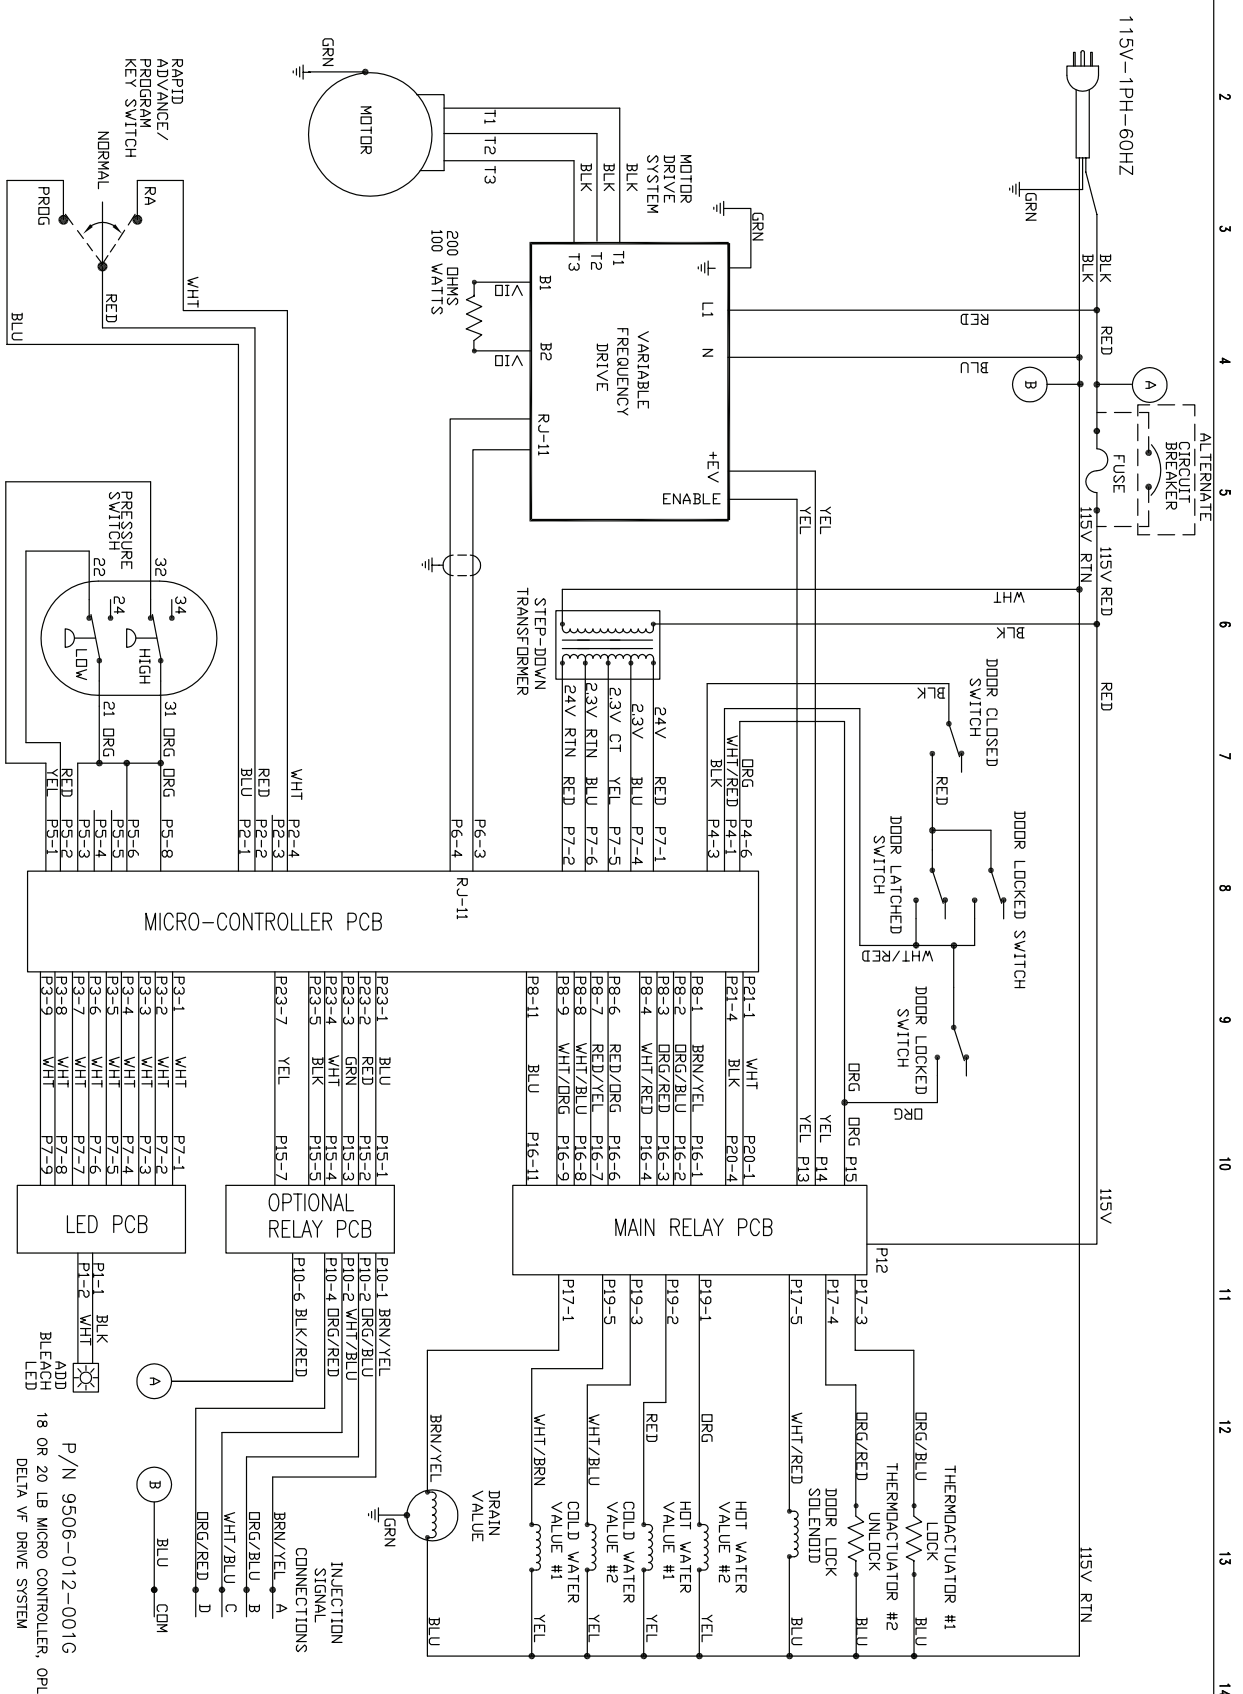 115V-1PH-60HZ
2
3
4
5
6
7
8
9
10
11
12
13
14
GRN
BLK
BLK
RED
A
B
ALTERNATE
CIRCUIT
BREAKER
FUSE
115V RED
115V RTN
RED
115V
115V RTN
GRN
MOTOR
T1
T2
T3
BLK
BLK
BLK
MOTOR
DRIVE
SYSTEM
GRN
T1
T2
T3
L1
N
+EV
ENABLE
B1
B2
RJ-11
VARIABLE
FREQUENCY
DRIVE
VIO
VIO
200 OHMS
100 WATTS
RED
BLU
YEL
YEL
WHT
BLK
STEP-DOWN
TRANSFORMER
24V
2.3V
2.3V CT
2.3V RTN
24V RTN
RED
BLU
YEL
BLU
RED
P7-1
P7-4
P7-5
P7-6
P7-2
RAPID
ADVANCE/
PROGRAM
KEY SWITCH
NORMAL
RA
PROG
WHT
RED
BLU
PRESSURE
SWITCH
32
34
22
24
HIGH
LOW
31 ORG
21 ORG
ORG
RED
YEL
P5-8
P5-6
P5-5
P5-4
P5-3
P5-2
P5-1
WHT
RED
BLU
P2-4
P2-3
P2-2
P2-1
P6-3
P6-4
RJ-11
DOOR CLOSED
SWITCH
BLK
RED
DOOR LOCKED SWITCH
DOOR LATCHED
SWITCH
WHT/RED
DOOR LOCKED
SWITCH
ORG
ORG
ORG
WHT/RED
BLK
P4-6
P4-1
P4-3
MICRO-CONTROLLER PCB
P3-1
P3-2
P3-3
P3-4
P3-5
P3-6
P3-7
P3-8
P3-9
WHT
WHT
WHT
WHT
WHT
WHT
WHT
WHT
WHT
P7-1
P7-2
P7-3
P7-4
P7-5
P7-6
P7-7
P7-8
P7-9
P23-1
P23-2
P23-3
P23-4
P23-5
P23-7
BLU
RED
GRN
WHT
BLK
YEL
P15-1
P15-2
P15-3
P15-4
P15-5
P15-7
P21-1
P21-4
P8-1
P8-2
P8-3
P8-4
P8-6
P8-7
P8-8
P8-9
P8-11
WHT
BLK
BRN/YEL
ORG/BLU
ORG/RED
WHT/RED
RED/ORG
RED/YEL
WHT/BLU
WHT/ORG
BLU
P20-1
P20-4
P16-1
P16-2
P16-3
P16-4
P16-6
P16-7
P16-8
P16-9
P16-11
ORG P15
YEL P14
YEL P13
LED PCB
OPTIONAL
RELAY PCB
MAIN RELAY PCB
P12
P1-1
P1-2
BLK
WHT
ADD
BLEACH
LED
P10-1 BRN/YEL
P10-2 ORG/BLU
P10-2 WHT/BLU
P10-4 ORG/RED
P10-6 BLK/RED
A
B
BLU
COM
BRN/YEL A
ORG/BLU B
WHT/BLU C
ORG/RED D
INJECTION
SIGNAL
CONNECTIONS
P17-3
P17-4
P17-5
P19-1
P19-2
P19-3
P19-5
P17-1
ORG/BLU
THERMOACTUATOR #1
LOCK
BLU
ORG/RED
THERMOACTUATOR #2
UNLOCK
BLU
WHT/RED
DOOR LOCK
SOLENOID
BLU
ORG
HOT WATER
VALUE #2
YEL
RED
HOT WATER
VALUE #1
YEL
WHT/BLU
COLD WATER
VALUE #2
YEL
WHT/BRN
COLD WATER
VALUE #1
YEL
BRN/YEL
DRAIN
VALUE
GRN
BLU
P/N 9506-012-001G
18 OR 20 LB MICRO CONTROLLER, OPL
DELTA VF DRIVE SYSTEM